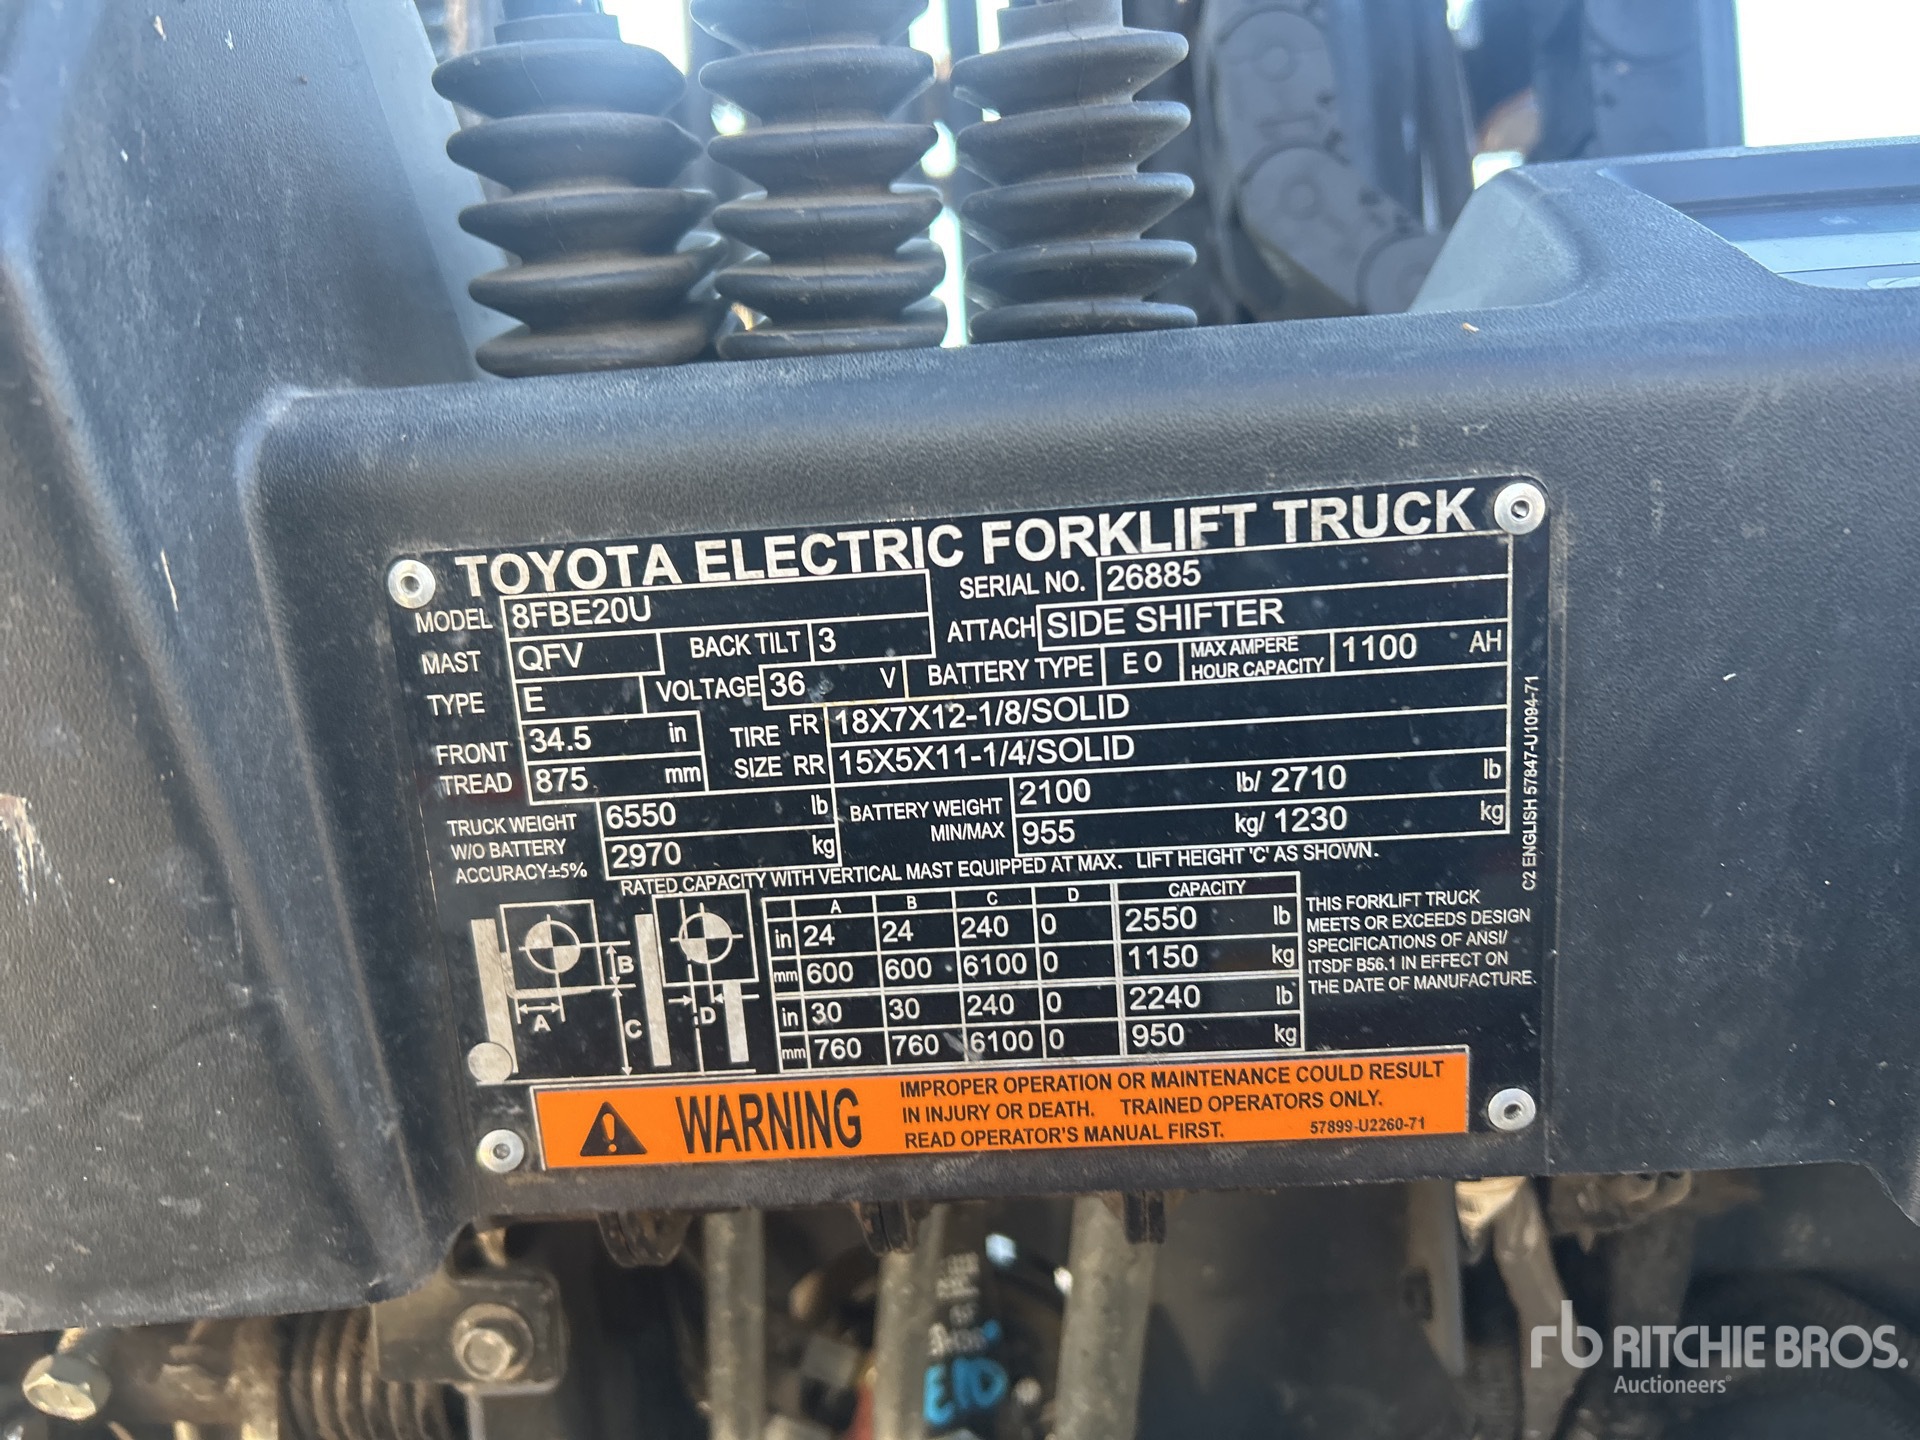 TOYOTA ELECTRIC FORKLIFT TRUCK
MODEL 8FBE20U SERIAL NO. 26885
MAST QFV BACK TILT 3 ATTACH SIDE SHIFTER
TYPE E VOLTAGE 36 V BATTERY TYPE E O MAX AMPERE HOUR CAPACITY 1100 AH
FRONT TREAD 34.5 in TIRE SIZE FR 18X7X12-1/8/SOLID
875 mm RR 15X5X11-1/4/SOLID
TRUCK WEIGHT W/O BATTERY ACCURACY±5% 6550 lb BATTERY WEIGHT MIN/MAX 2100 lb/ 2710 lb
2970 kg 955 kg/ 1230 kg
RATED CAPACITY WITH VERTICAL MAST EQUIPPED AT MAX. LIFT HEIGHT 'C' AS SHOWN.
A B C D CAPACITY
in 24 24 240 0 2550 lb
mm 600 600 6100 0 1150 kg
in 30 30 240 0 2240 lb
mm 760 760 6100 0 950 kg
B
A
C
D
THIS FORKLIFT TRUCK
MEETS OR EXCEEDS DESIGN
SPECIFICATIONS OF ANSI/
ITSDF B56.1 IN EFFECT ON
THE DATE OF MANUFACTURE.
C2 ENGLISH 57847-U1094-71
WARNING
IMPROPER OPERATION OR MAINTENANCE COULD RESULT
IN INJURY OR DEATH. TRAINED OPERATORS ONLY.
READ OPERATOR'S MANUAL FIRST. 57899-U2260-71
E10
rb RITCHIE BROS.
Auctioneers